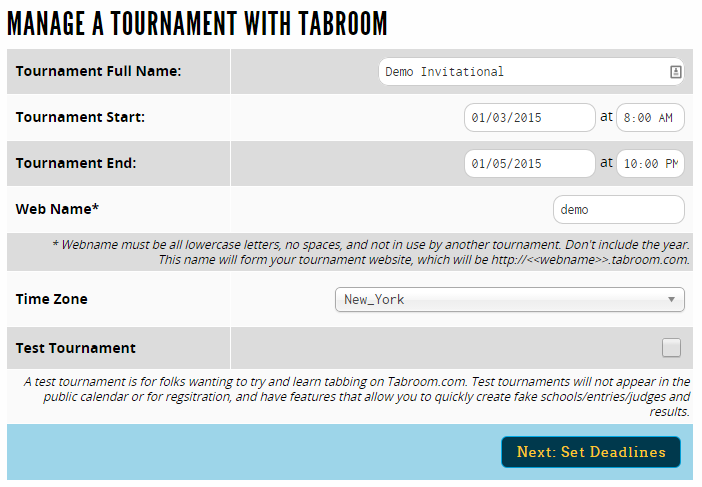 MANAGE A TOURNAMENT WITH TABROOM
Tournament Full Name: Demo Invitational
Tournament Start: 01/03/2015 at 8:00 AM
Tournament End: 01/05/2015 at 10:00 PM
Web Name* demo
* Webname must be all lowercase letters, no spaces, and not in use by another tournament. Don't include the year.
This name will form your tournament website, which will be http://<<webname>>.tabroom.com.
Time Zone New_York
Test Tournament
A test tournament is for folks wanting to try and learn tabbing on Tabroom.com. Test tournaments will not appear in the
public calendar or for regsitration, and have features that allow you to quickly create fake schools/entries/judges and
results.
Next: Set Deadlines